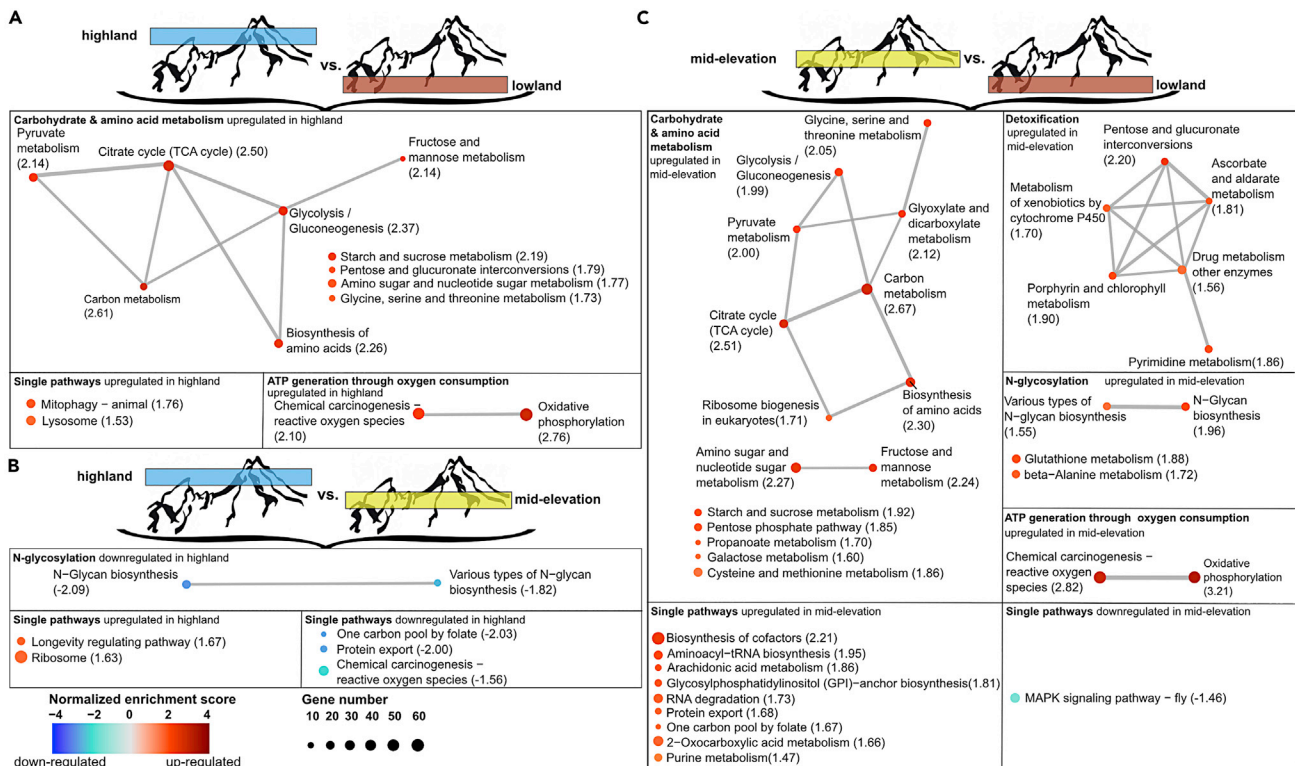 A
highland
vs.
lowland
Carbohydrate & amino acid metabolism upregulated in highland
Pyruvate
metabolism
(2.14)
Citrate cycle (TCA cycle) (2.50)
Fructose and
mannose metabolism
(2.14)
Glycolysis /
Gluconeogenesis (2.37)
Starch and sucrose metabolism (2.19)
Pentose and glucuronate interconversions (1.79)
Amino sugar and nucleotide sugar metabolism (1.77)
Glycine, serine and threonine metabolism (1.73)
Carbon metabolism
(2.61)
Biosynthesis of
amino acids (2.26)
Single pathways upregulated in highland
Mitophagy − animal (1.76)
Lysosome (1.53)
ATP generation through oxygen consumption
upregulated in highland
Chemical carcinogenesis −
reactive oxygen species
(2.10)
Oxidative
phosphorylation
(2.76)
B
highland
vs.
mid-elevation
N-glycosylation downregulated in highland
N−Glycan biosynthesis
(-2.09)
Various types of N−glycan
biosynthesis (-1.82)
Single pathways upregulated in highland
Longevity regulating pathway (1.67)
Ribosome (1.63)
Single pathways downregulated in highland
One carbon pool by folate (-2.03)
Protein export (-2.00)
Chemical carcinogenesis −
reactive oxygen species
(-1.56)
Normalized enrichment score
−4 −2 0 2 4
down-regulated up-regulated
Gene number
10 20 30 40 50 60
C
mid-elevation
vs.
lowland
Carbohydrate
& amino acid
metabolism
upregulated in
mid-elevation
Glycine, serine and
threonine metabolism
(2.05)
Glycolysis /
Gluconeogenesis
(1.99)
Pyruvate
metabolism
(2.00)
Glyoxylate and
dicarboxylate
metabolism
(2.12)
Carbon
metabolism
(2.67)
Citrate cycle
(TCA cycle)
(2.51)
Biosynthesis
of amino acids
(2.30)
Ribosome biogenesis
in eukaryotes(1.71)
Amino sugar and
nucleotide sugar
metabolism (2.27)
Fructose and
mannose
metabolism (2.24)
Starch and sucrose metabolism (1.92)
Pentose phosphate pathway (1.85)
Propanoate metabolism (1.70)
Galactose metabolism (1.60)
Cysteine and methionine metabolism (1.86)
Detoxification
upregulated in
mid-elevation
Pentose and glucuronate
interconversions
(2.20)
Ascorbate
and aldarate
metabolism
(1.81)
Metabolism
of xenobiotics by
cytochrome P450
(1.70)
Drug metabolism
other enzymes
(1.56)
Porphyrin and chlorophyll
metabolism
(1.90)
Pyrimidine metabolism(1.86)
N-glycosylation upregulated in mid-elevation
Various types of
N−glycan biosynthesis
(1.55)
N−Glycan
biosynthesis
(1.96)
Glutathione metabolism (1.88)
beta−Alanine metabolism (1.72)
ATP generation through oxygen consumption
upregulated in mid-elevation
Chemical carcinogenesis −
reactive oxygen
species (2.82)
Oxidative
phosphorylation
(3.21)
Single pathways upregulated in mid-elevation
Biosynthesis of cofactors (2.21)
Aminoacyl−tRNA biosynthesis (1.95)
Arachidonic acid metabolism (1.86)
Glycosylphosphatidylinositol (GPI)−anchor biosynthesis(1.81)
RNA degradation (1.73)
Protein export (1.68)
One carbon pool by folate (1.67)
2−Oxocarboxylic acid metabolism (1.66)
Purine metabolism(1.47)
Single pathways downregulated in mid-elevation
MAPK signaling pathway − fly (-1.46)